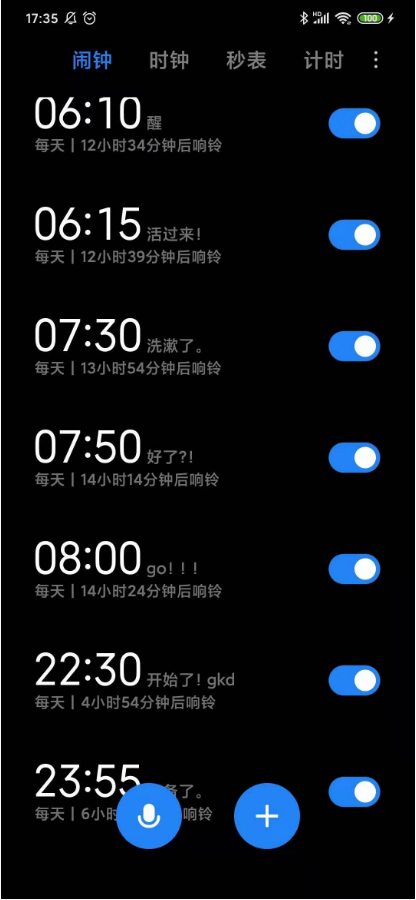 17:35 HD 100
闹钟 时钟 秒表 计时
06:10 醒
每天 | 12小时34分钟后响铃
06:15 活过来!
每天 | 12小时39分钟后响铃
07:30 洗漱了。
每天 | 13小时54分钟后响铃
07:50 好了?!
每天 | 14小时14分钟后响铃
08:00 go!!!
每天 | 14小时24分钟后响铃
22:30 开始了! gkd
每天 | 4小时54分钟后响铃
23:55 务了。
每天 | 6小时 响铃